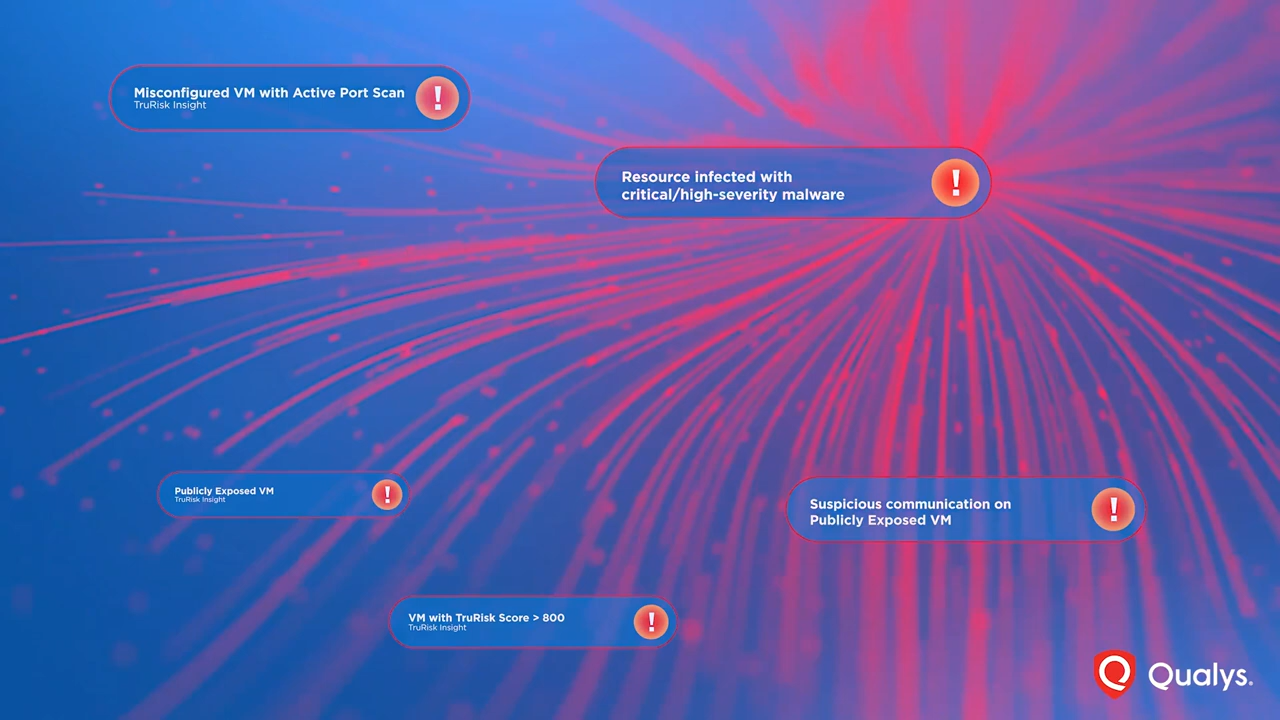 Misconfigured VM with Active Port Scan
TruRisk Insight
Resource infected with
critical/high-severity malware
Publicly Exposed VM
TruRisk Insight
Suspicious communication on
Publicly Exposed VM
VM with TruRisk Score > 800
TruRisk Insight
Qualys.